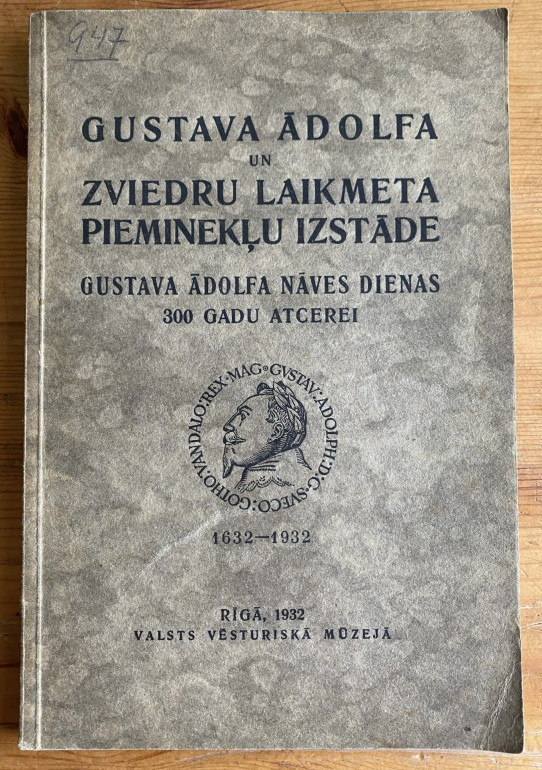 947
GUSTAVA ĀDOLFA
UN
ZVIEDRU LAIKMETA
PIEMINEKĻU IZSTĀDE
GUSTAVA ĀDOLFA NĀVES DIENAS
300 GADU ATCEREI
GVSTAV: ADOLPH: D: G · SVECO: GOTHO: VANDALO: REX · MAG
1632—1932
RĪGĀ, 1932
VALSTS VĒSTURISKĀ MŪZEJĀ